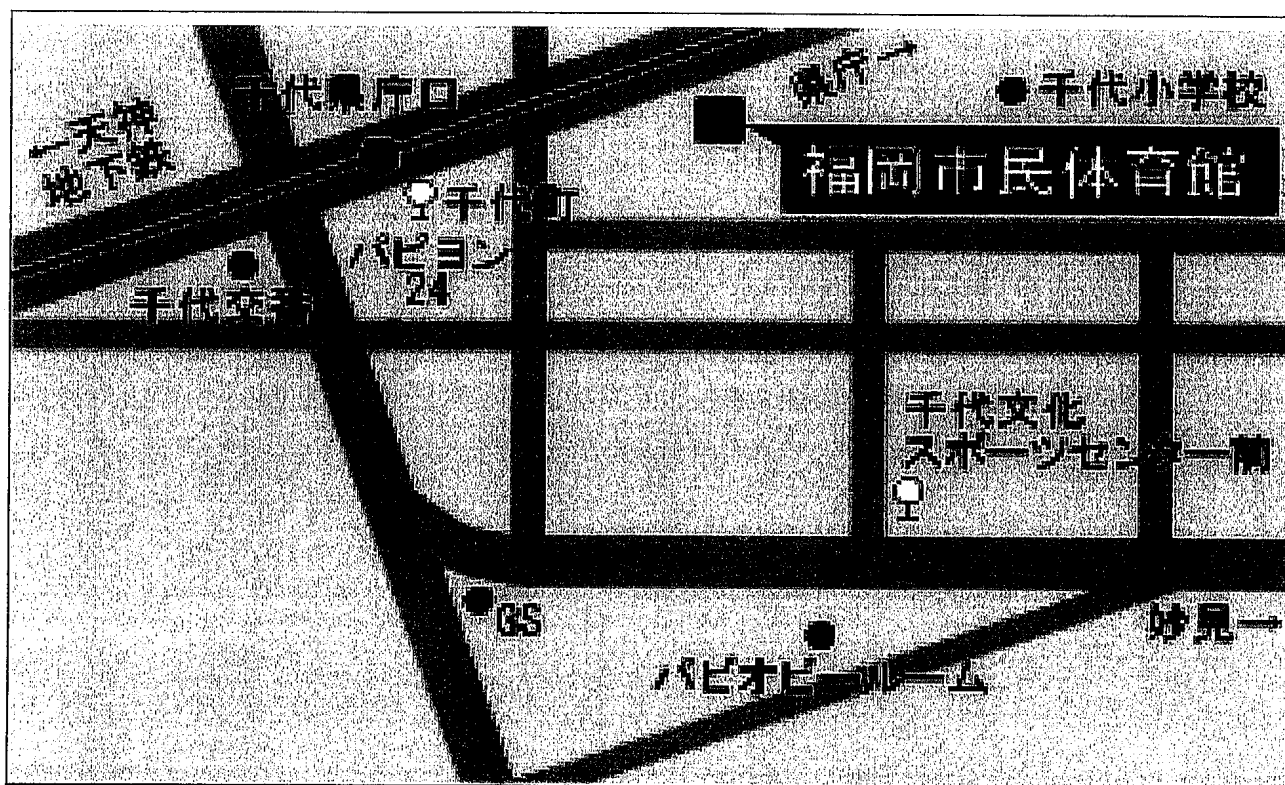 千代県庁口
←天神
地下鉄
千代小学校
福岡市民体育館
千代町
パピヨン
24
千代交番
千代文化
スポーツセンター前
GS
妙見→
パピオビールーム